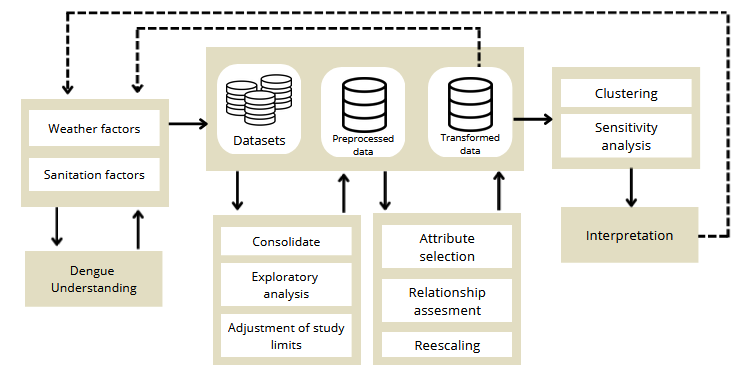 Weather factors
Sanitation factors
Dengue
Understanding
Datasets
Preprocessed
data
Transformed
data
Consolidate
Exploratory
analysis
Adjustment of study
limits
Attribute
selection
Relationship
assesment
Reescaling
Clustering
Sensitivity
analysis
Interpretation